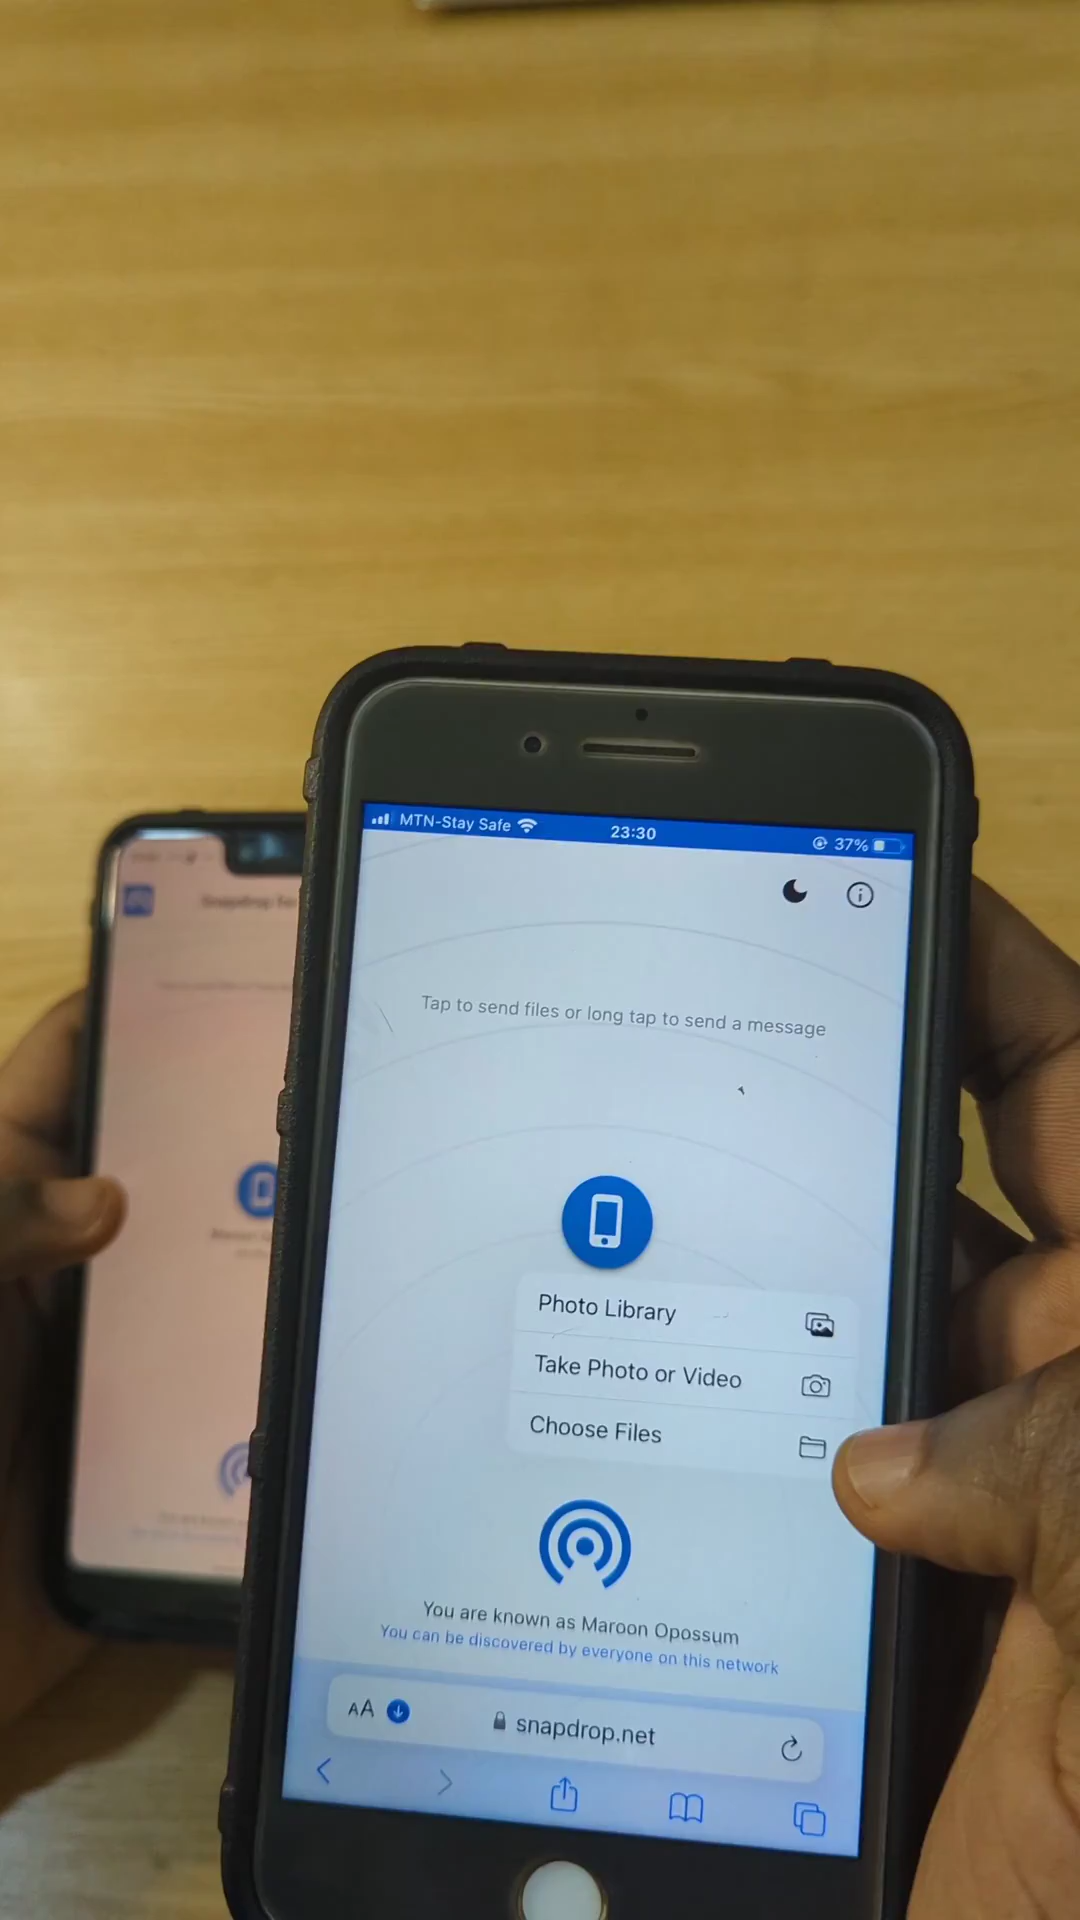 MTN-Stay Safe
23:30
37%
Snapdrop for
Tap to send files or long tap to send a message
Photo Library
Take Photo or Video
Choose Files
You are known as Maroon Opossum
You can be discovered by everyone on this network
AA
snapdrop.net